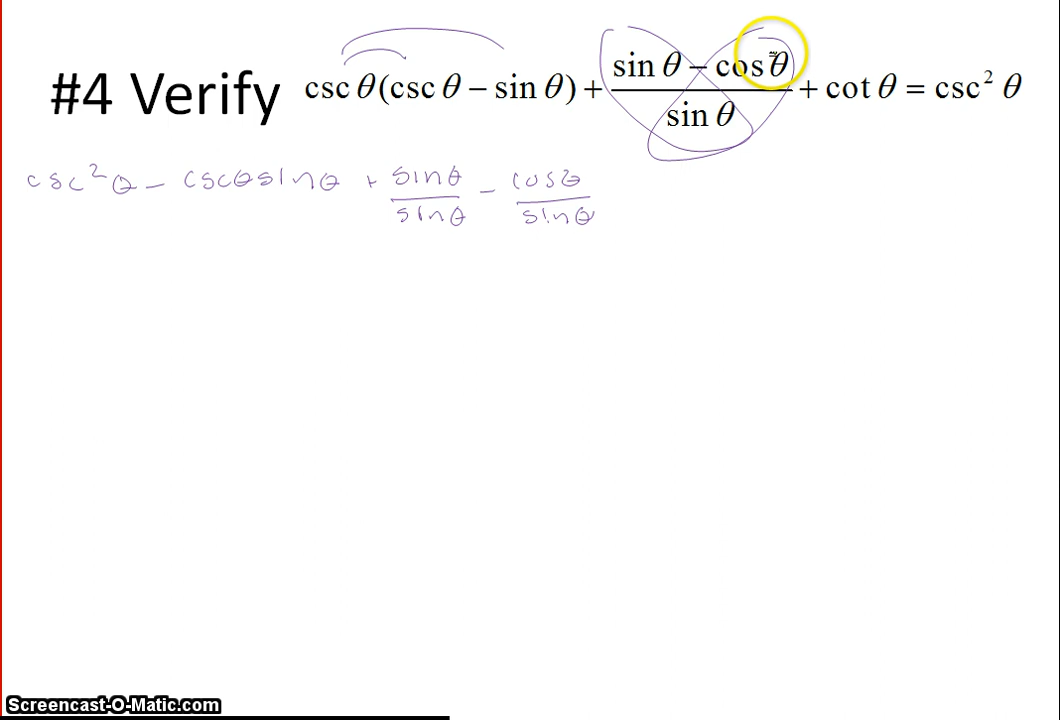 #4 Verify csc θ(csc θ − sin θ) + (sin θ − cos θ)/(sin θ) + cot θ = csc² θ
csc²θ − cscθsinθ + sinθ/sinθ − cosθ/sinθ
Screencast-O-Matic.com